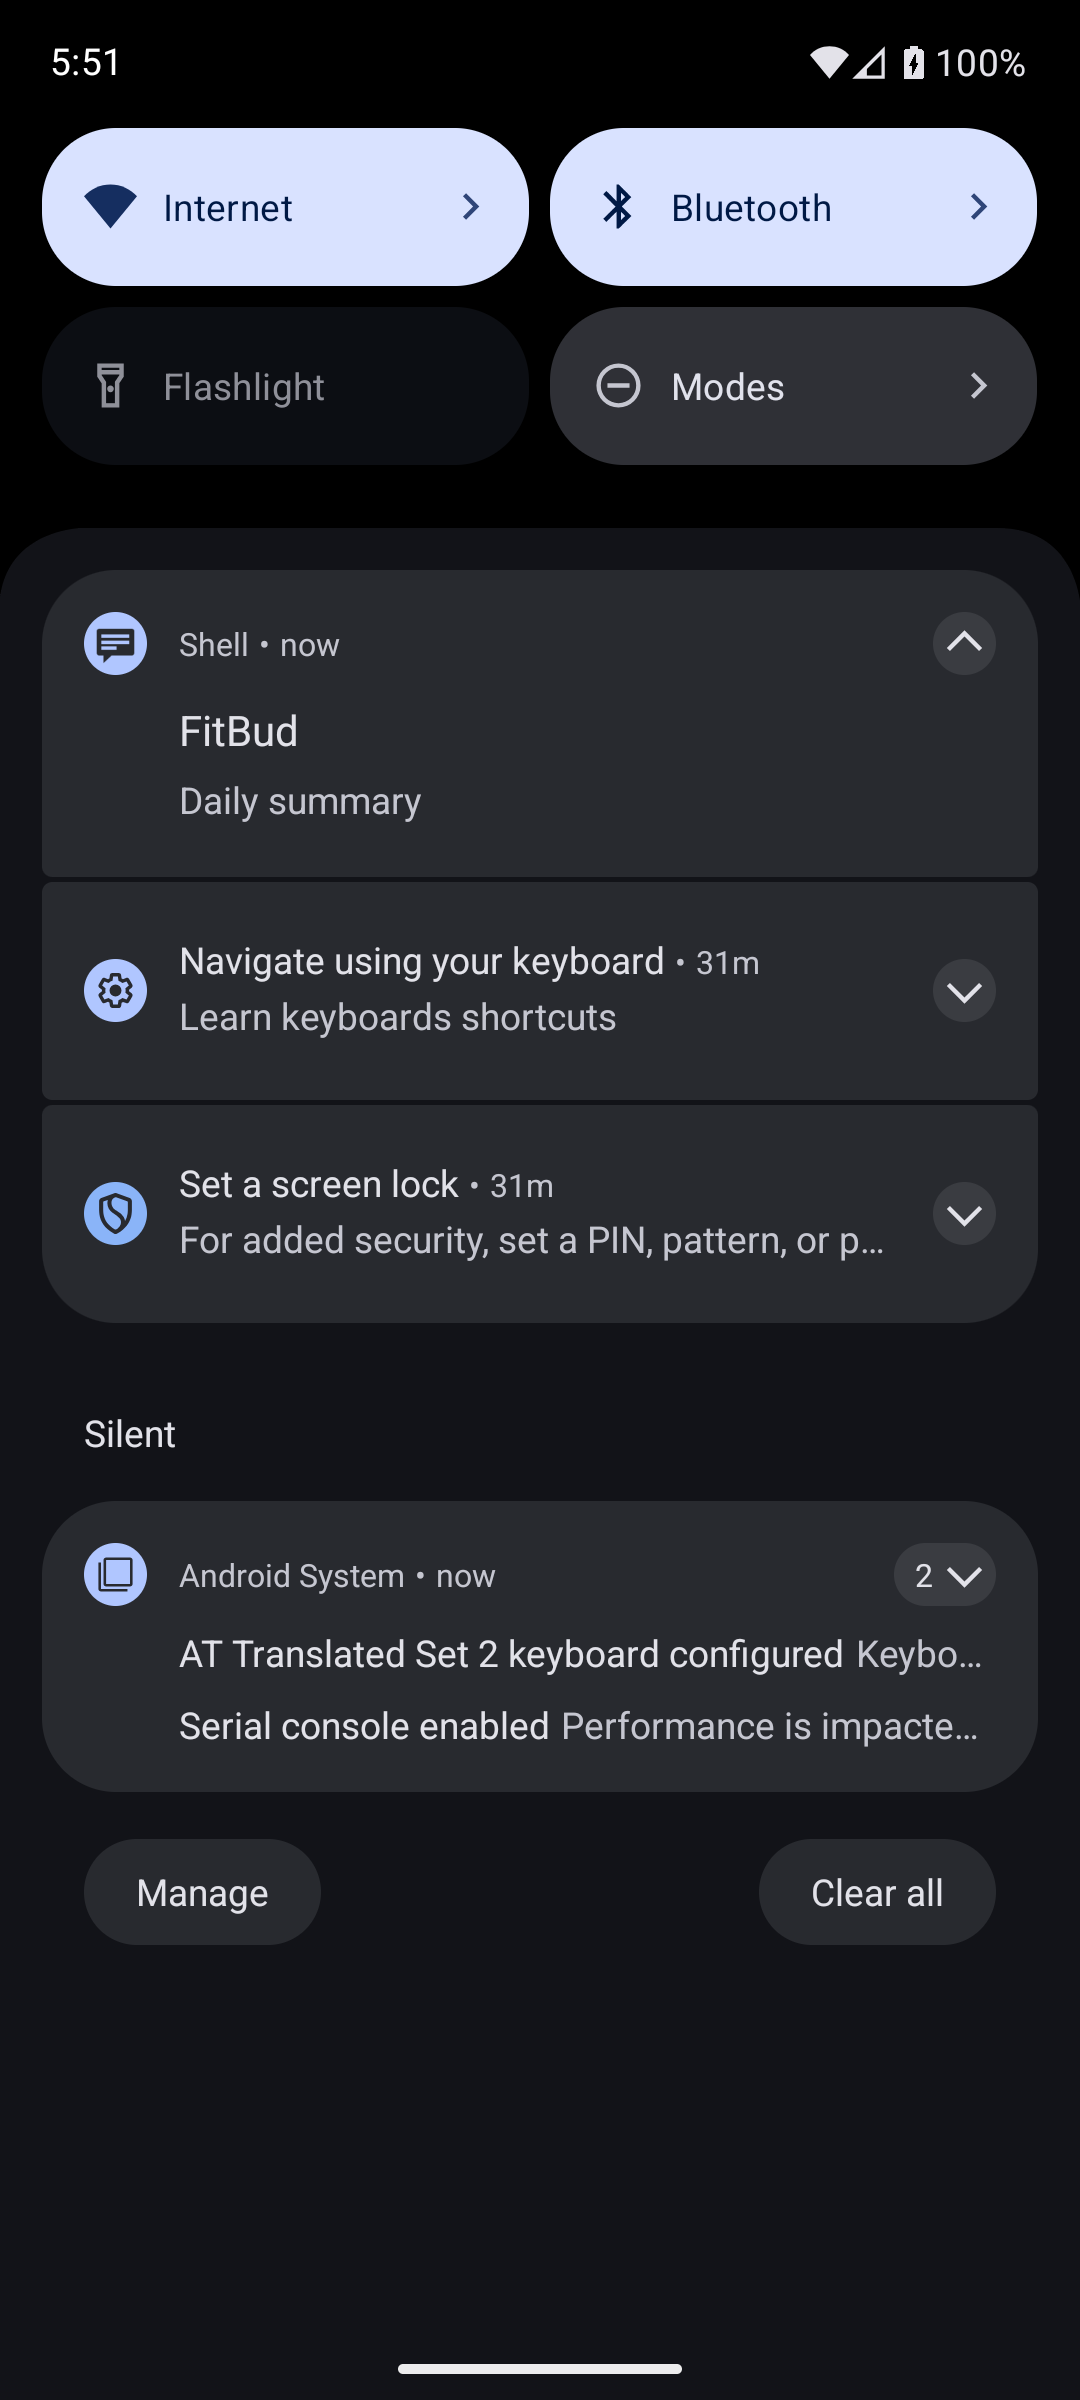 5:51
100%
Internet
Bluetooth
Flashlight
Modes
Shell • now
FitBud
Daily summary
Navigate using your keyboard • 31m
Learn keyboards shortcuts
Set a screen lock • 31m
For added security, set a PIN, pattern, or p...
Silent
Android System • now
2
AT Translated Set 2 keyboard configured Keybo...
Serial console enabled Performance is impacte...
Manage
Clear all